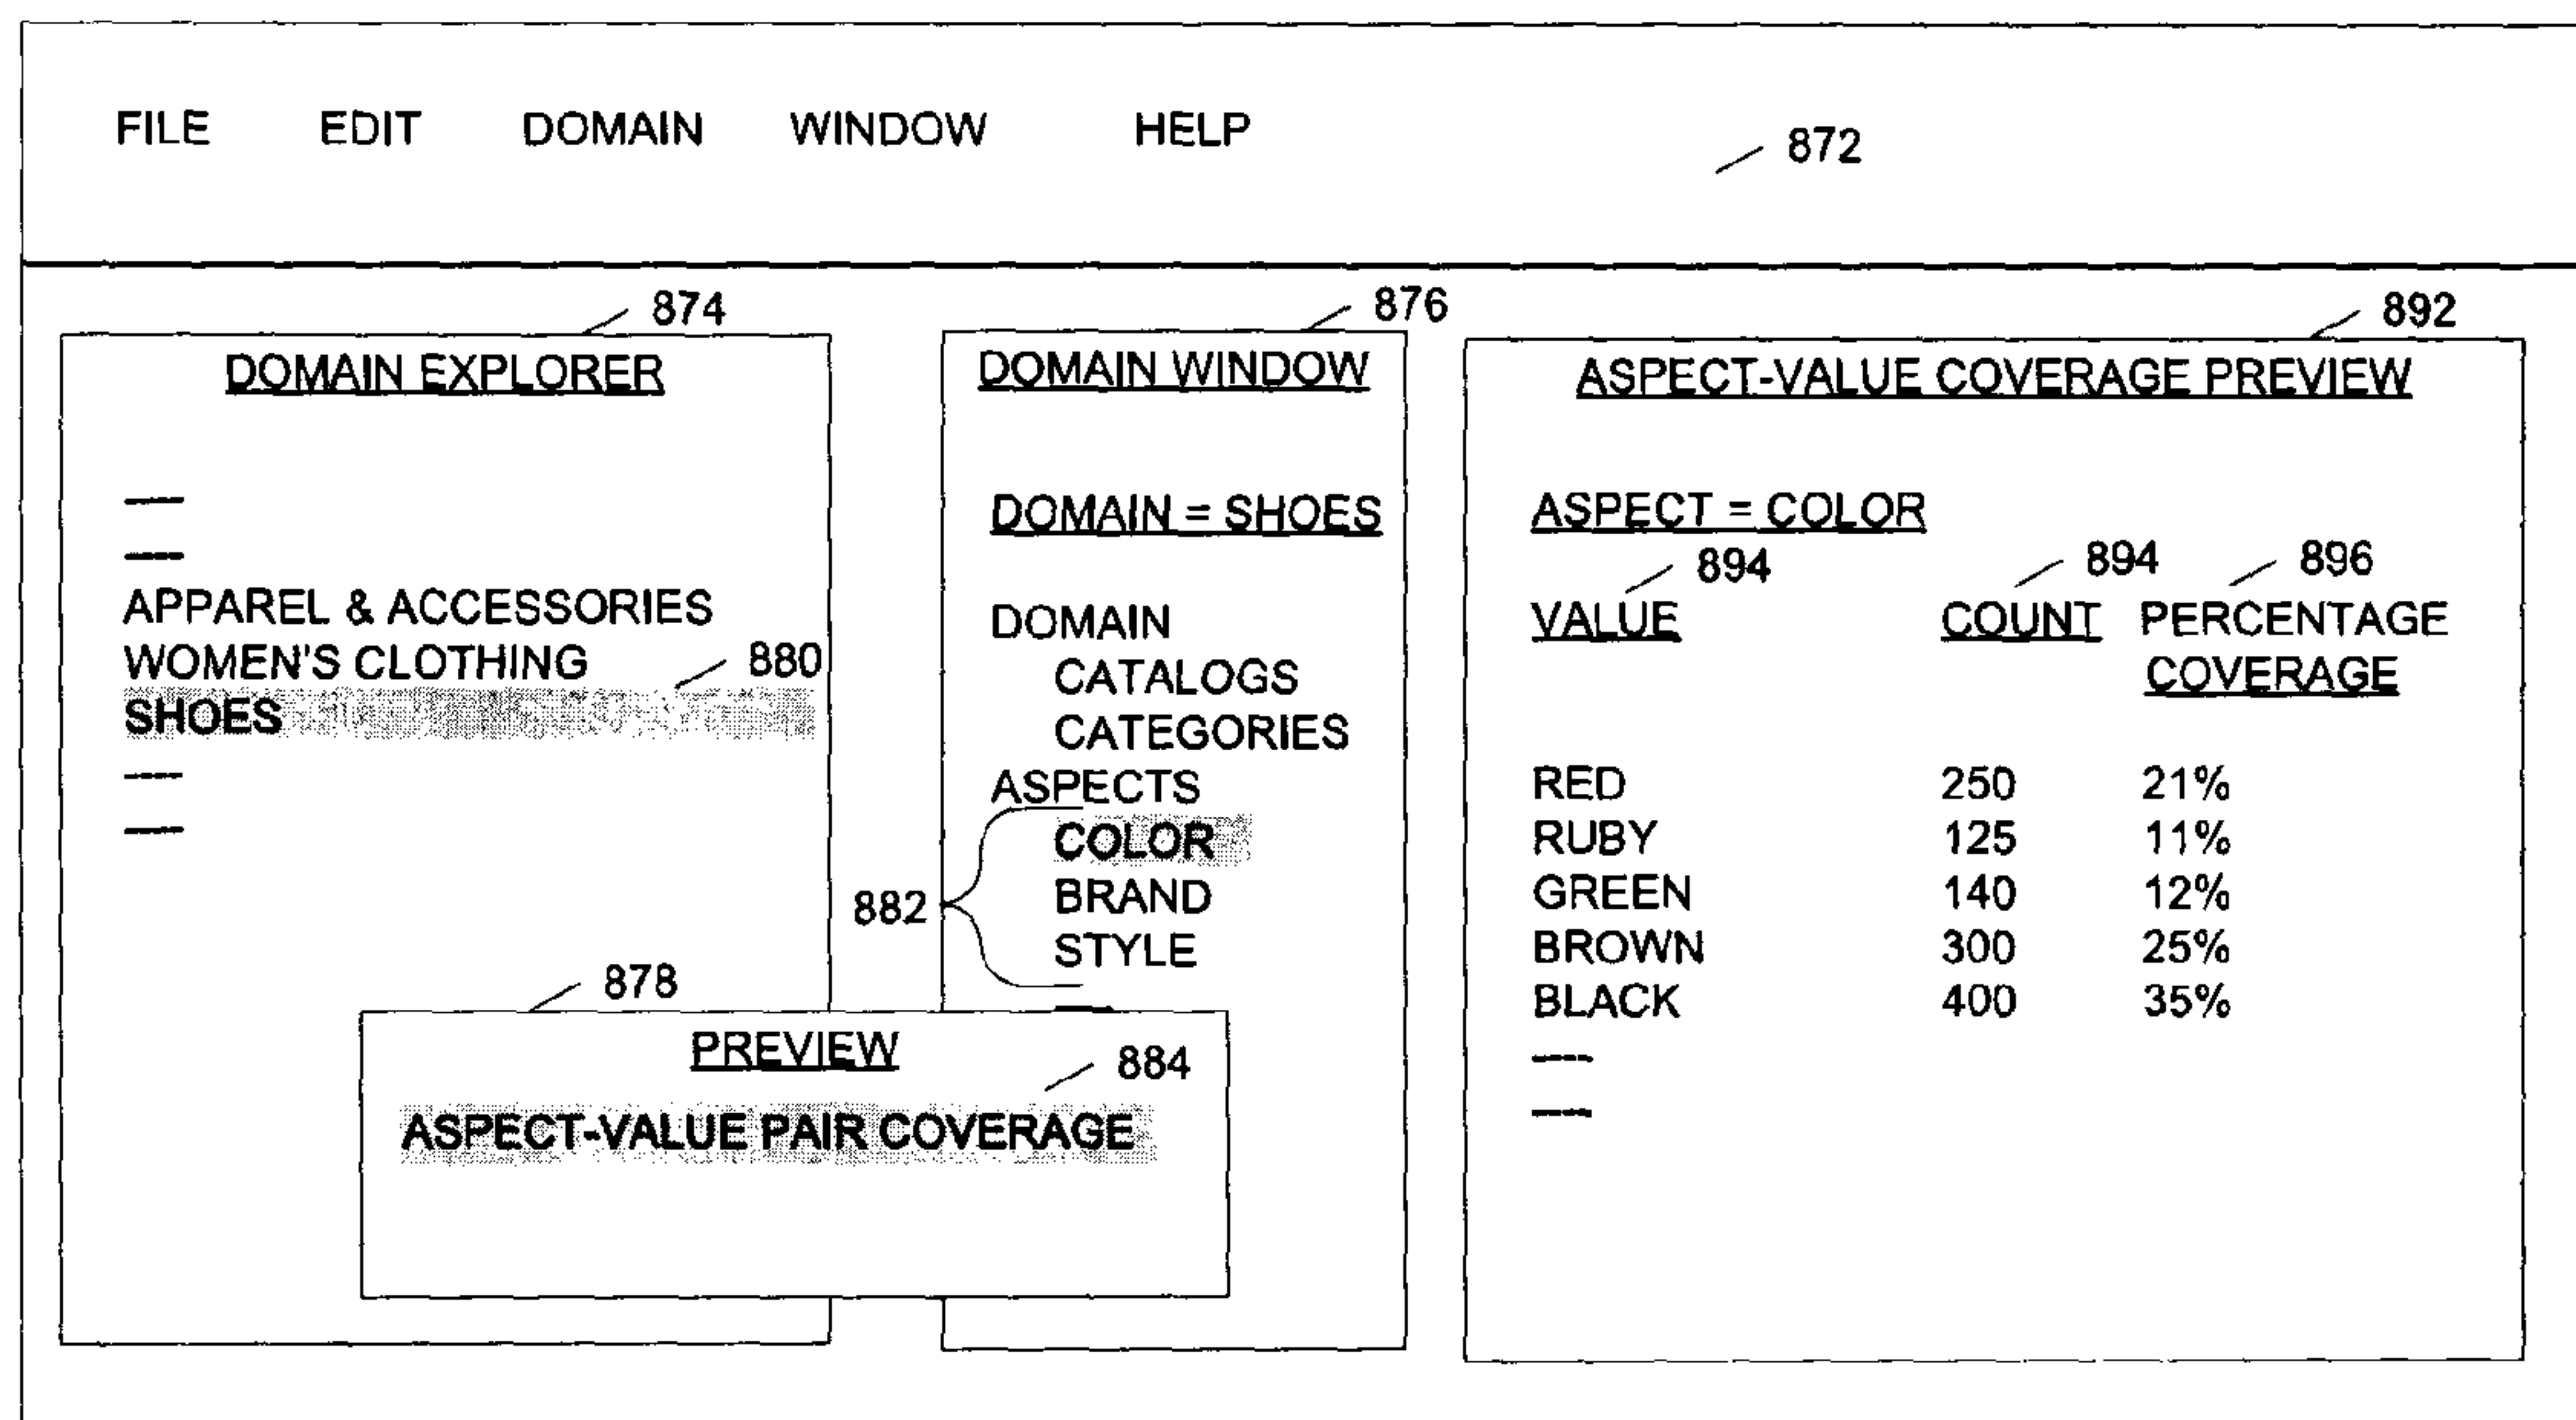 FILE EDIT DOMAIN WINDOW HELP
872
874
DOMAIN EXPLORER
APPAREL & ACCESSORIES
WOMEN'S CLOTHING
880
SHOES
876
DOMAIN WINDOW
DOMAIN = SHOES
DOMAIN
CATALOGS
CATEGORIES
ASPECTS
COLOR
BRAND
882
STYLE
878
PREVIEW
884
ASPECT-VALUE PAIR COVERAGE
892
ASPECT-VALUE COVERAGE PREVIEW
ASPECT = COLOR
894 894 896
VALUE COUNT PERCENTAGE
COVERAGE
RED 250 21%
RUBY 125 11%
GREEN 140 12%
BROWN 300 25%
BLACK 400 35%